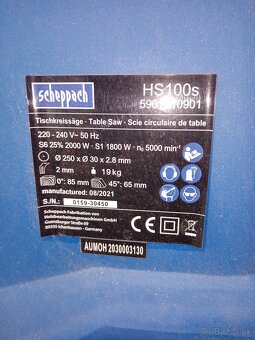 scheppach
HS100s
Tischkreissäge - Table Saw - Scie circulaire de table
220 - 240 V~ 50 Hz
S6 25% 2000 W S1 1800 W n₀ 5000 min⁻¹
Ø 250 x Ø 30 x 2.8 mm
2 mm 19 kg
0°: 85 mm 45°: 65 mm
manufactured: 08/2021
S./N.: 0159-30450
Scheppach Fabrikation von
Holzbearbeitungsmaschinen GmbH
Guenzburger Straße 69
89335 Ichenhausen - Germany
CE
AUMOH 2030003130